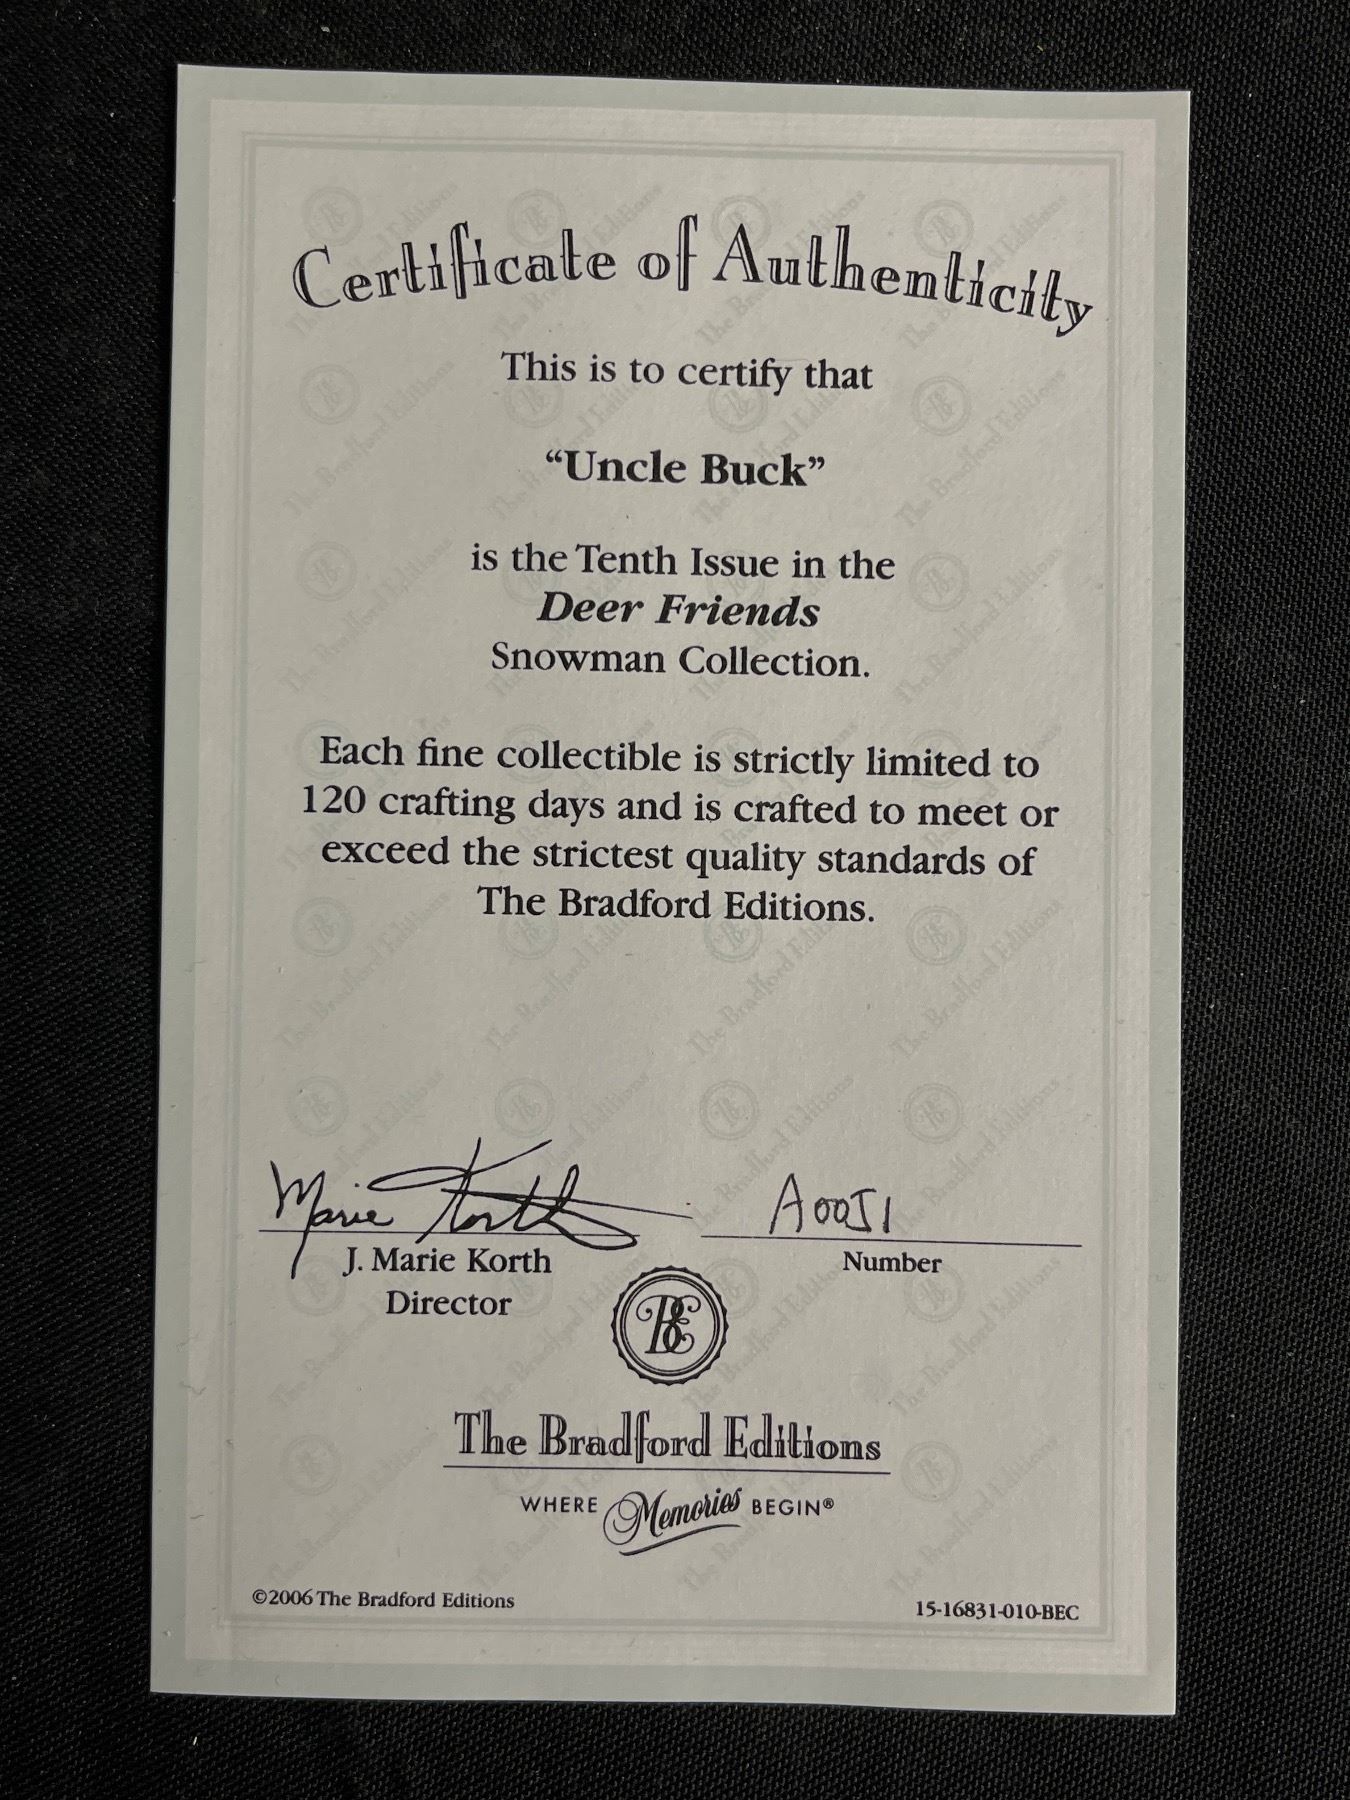 Certificate of Authenticity
This is to certify that
“Uncle Buck”
is the Tenth Issue in the
Deer Friends
Snowman Collection.
Each fine collectible is strictly limited to
120 crafting days and is crafted to meet or
exceed the strictest quality standards of
The Bradford Editions.
Marie Korth
J. Marie Korth
Director
A0051
Number
BE
The Bradford Editions
WHERE Memories BEGIN®
©2006 The Bradford Editions
15-16831-010-BEC